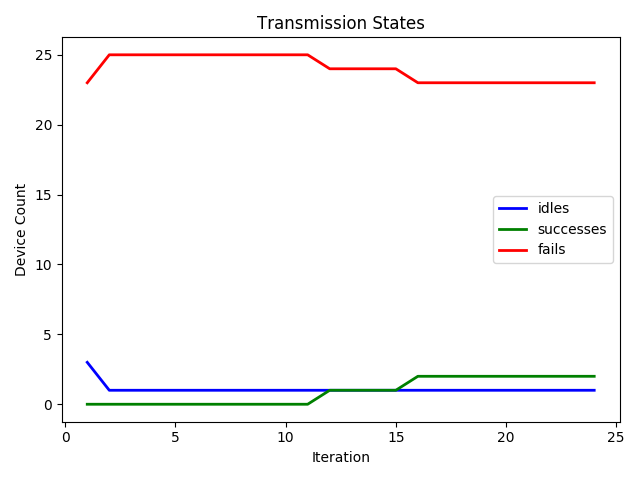 Transmission States
Device Count
25
20
15
10
5
0
idles
successes
fails
0 5 10 15 20 25
Iteration